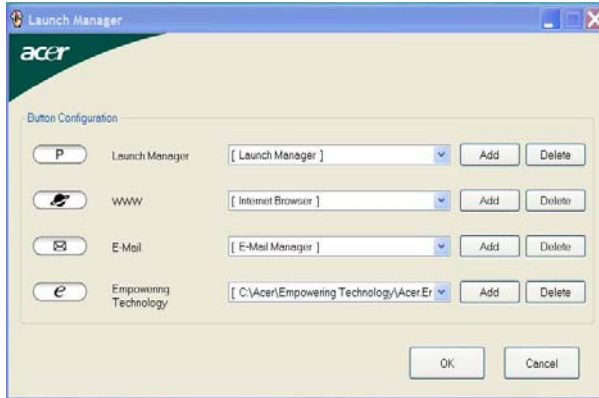 Launch Manager
acer
Button Configuration
P Launch Manager [ Launch Manager ] Add Delete
WWW [ Internet Browser ] Add Delete
E-Mail [ E-Mail Manager ] Add Delete
e Empowering Technology [ C:\Acer\Empowering Technology\Acer.Er Add Delete
OK Cancel